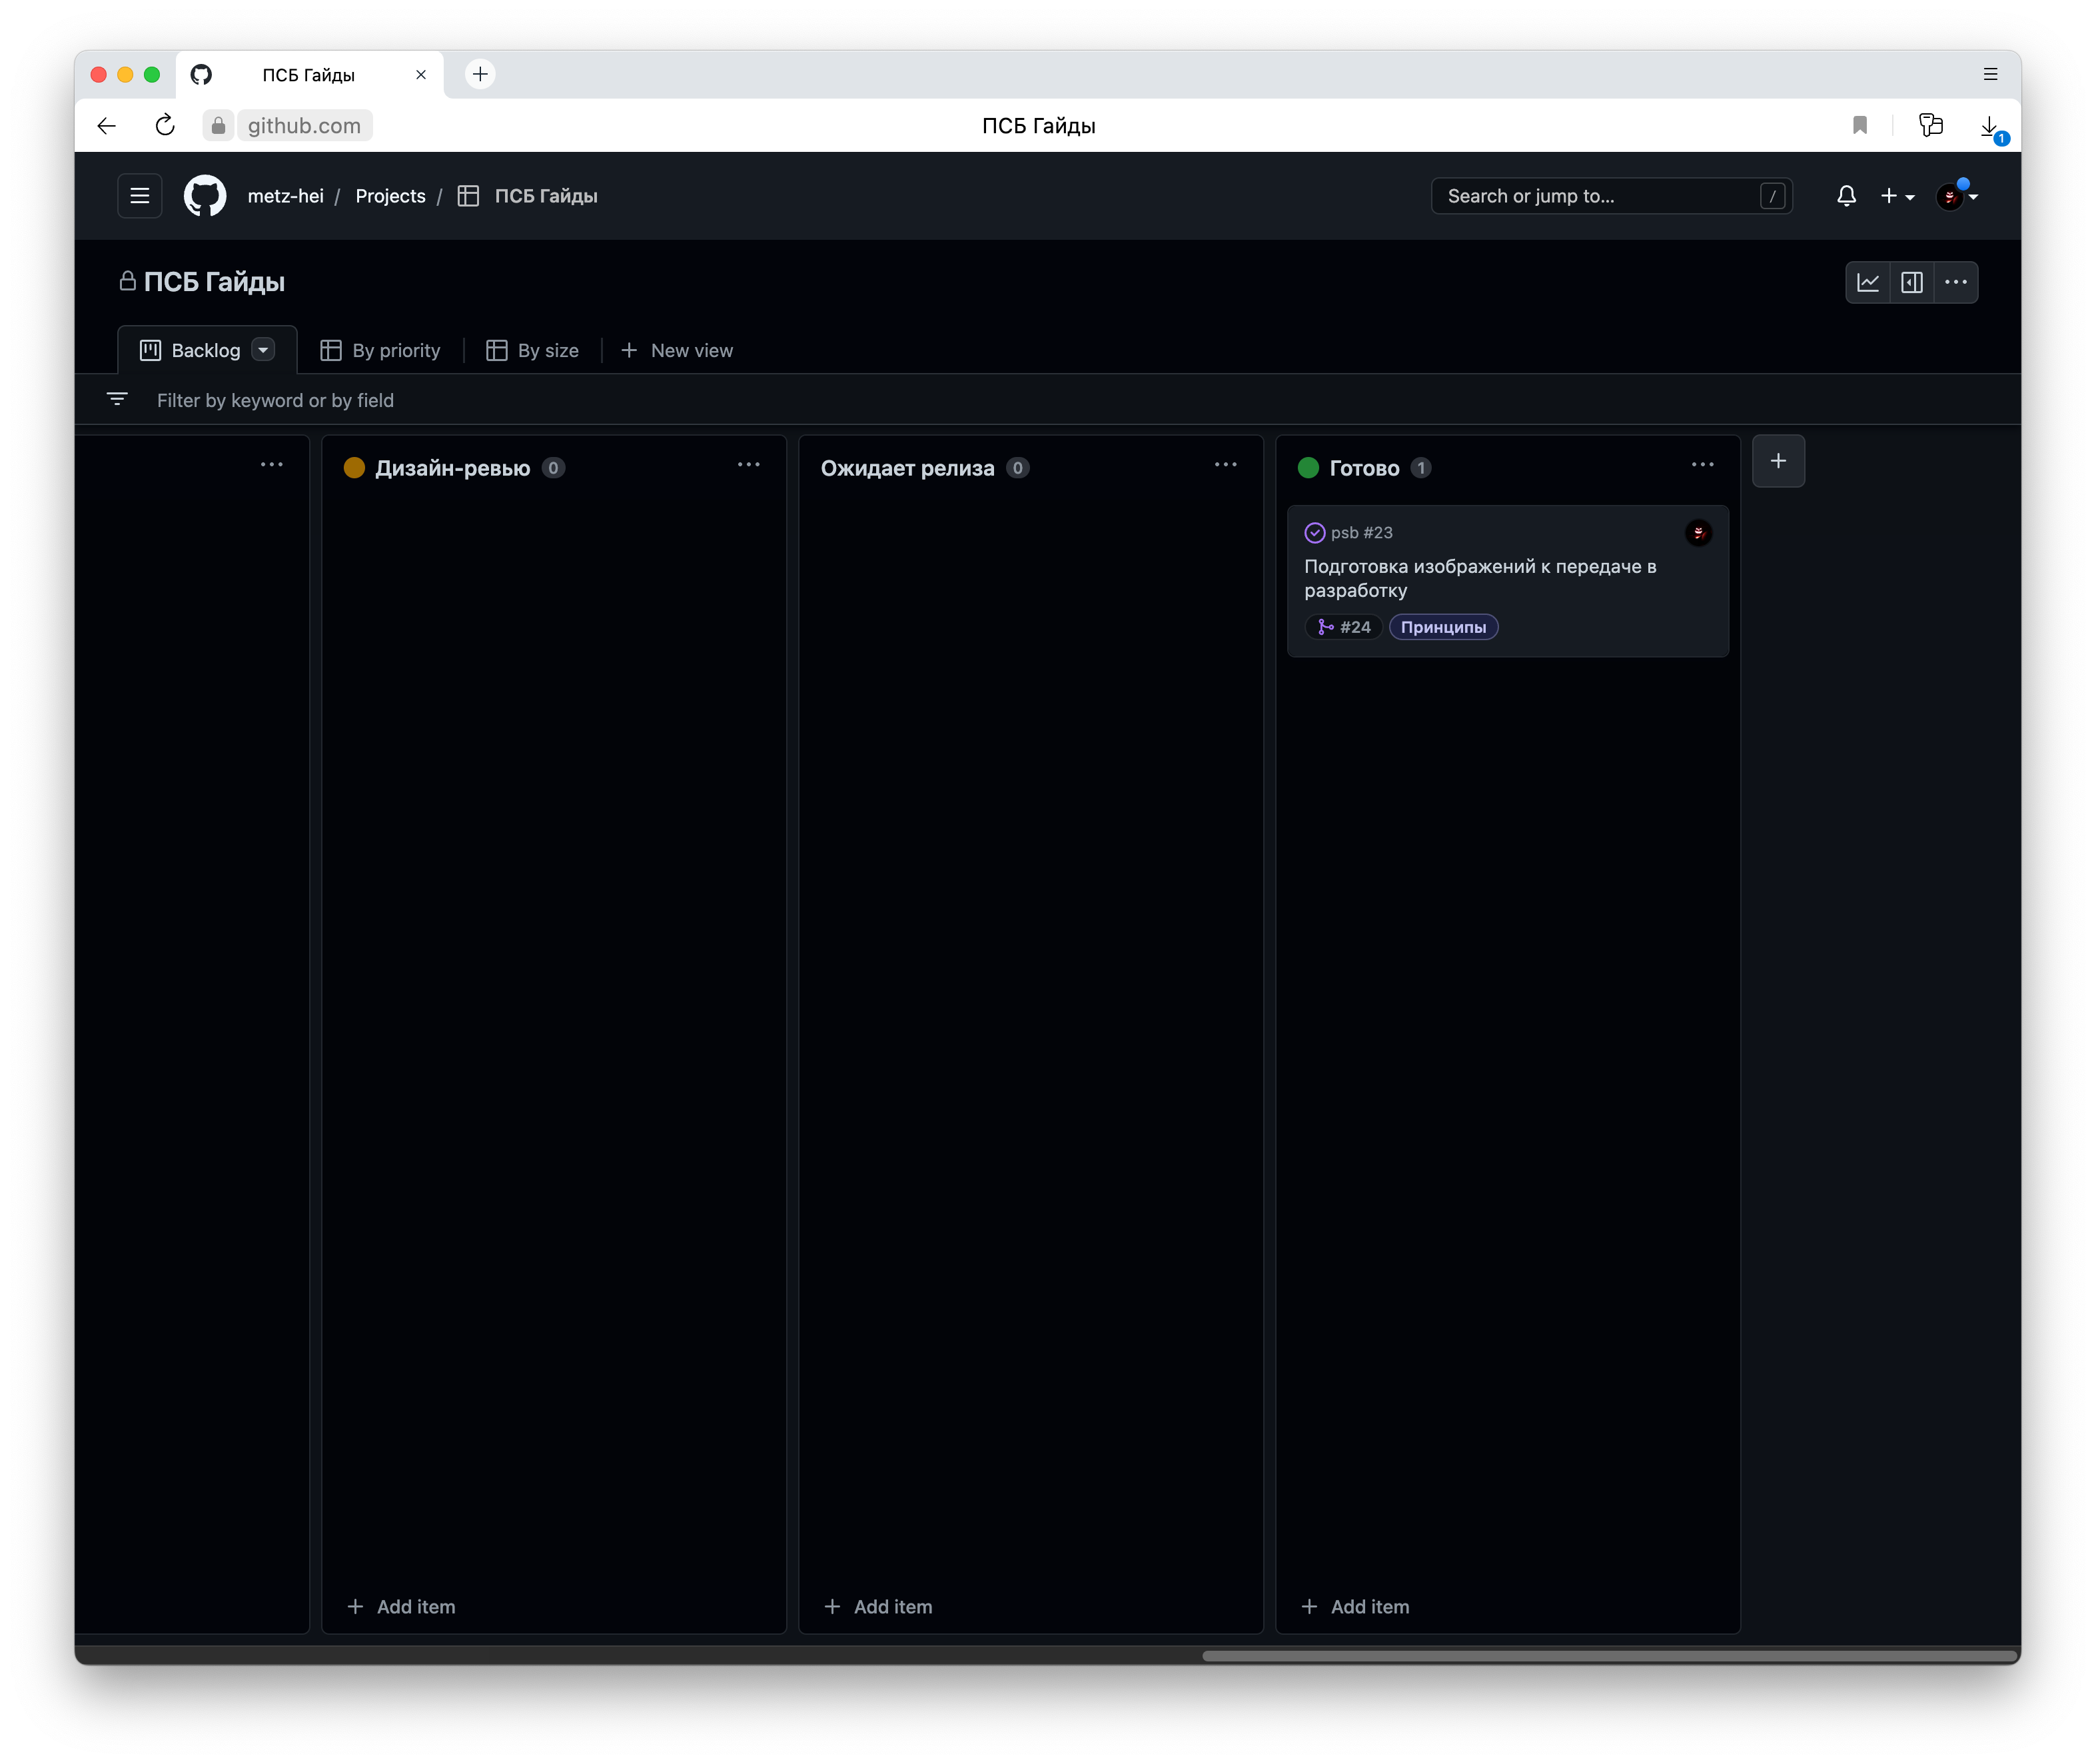 ПСБ Гайды
github.com
ПСБ Гайды
1
metz-hei / Projects / ПСБ Гайды
Search or jump to...
/
ПСБ Гайды
Backlog
By priority
By size
New view
Filter by keyword or by field
Дизайн-ревью 0
Ожидает релиза 0
Готово 1
psb #23
Подготовка изображений к передаче в
разработку
#24
Принципы
Add item
Add item
Add item